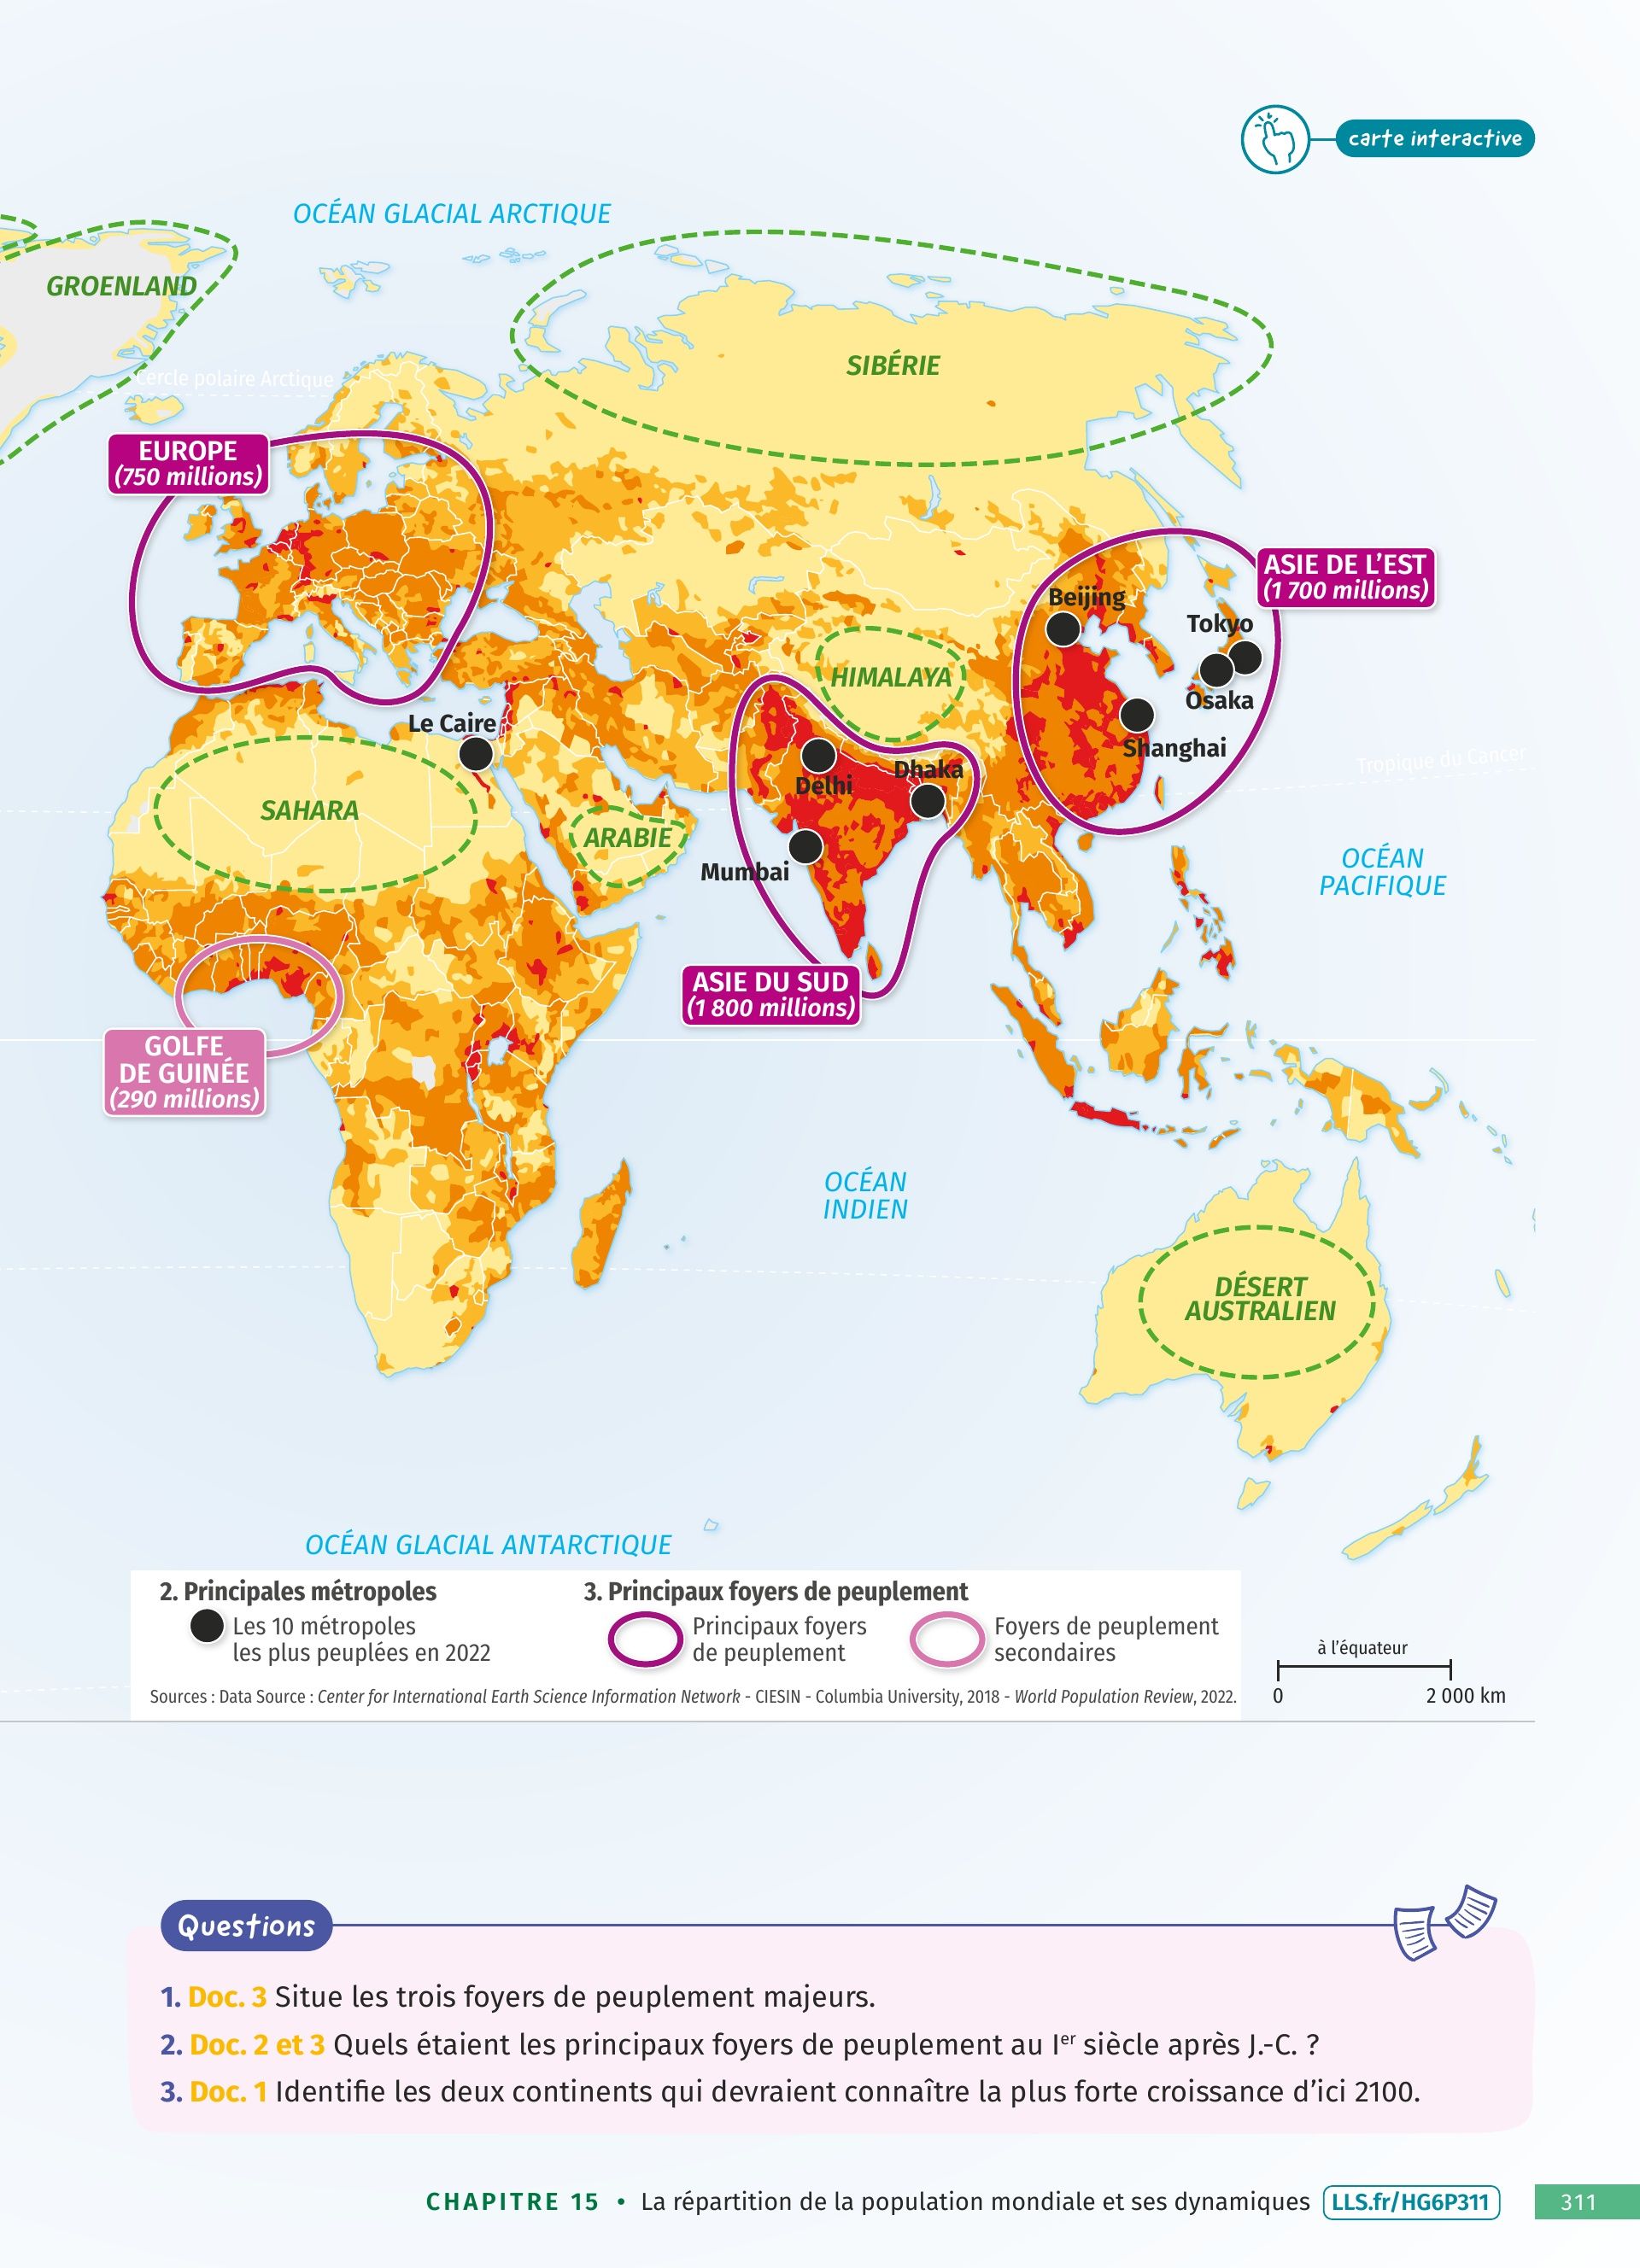 carte interactive
OCÉAN GLACIAL ARCTIQUE
GROENLAND
SIBÉRIE
Cercle polaire Arctique
EUROPE
(750 millions)
ASIE DE L'EST
(1 700 millions)
Beijing
Tokyo
HIMALAYA
Osaka
Le Caire
Shanghai
Tropique du Cancer
Dhaka
Delhi
SAHARA
ARABIE
OCÉAN
PACIFIQUE
Mumbai
ASIE DU SUD
(1 800 millions)
GOLFE
DE GUINÉE
(290 millions)
OCÉAN
INDIEN
DÉSERT
AUSTRALIEN
OCÉAN GLACIAL ANTARCTIQUE
2. Principales métropoles
Les 10 métropoles
les plus peuplées en 2022
3. Principaux foyers de peuplement
Principaux foyers
de peuplement
Foyers de peuplement
secondaires
à l'équateur
0 2 000 km
Sources : Data Source : Center for International Earth Science Information Network - CIESIN - Columbia University, 2018 - World Population Review, 2022.
Questions
1. Doc. 3 Situe les trois foyers de peuplement majeurs.
2. Doc. 2 et 3 Quels étaient les principaux foyers de peuplement au Ier siècle après J.-C. ?
3. Doc. 1 Identifie les deux continents qui devraient connaître la plus forte croissance d'ici 2100.
CHAPITRE 15 • La répartition de la population mondiale et ses dynamiques LLS.fr/HG6P311 311